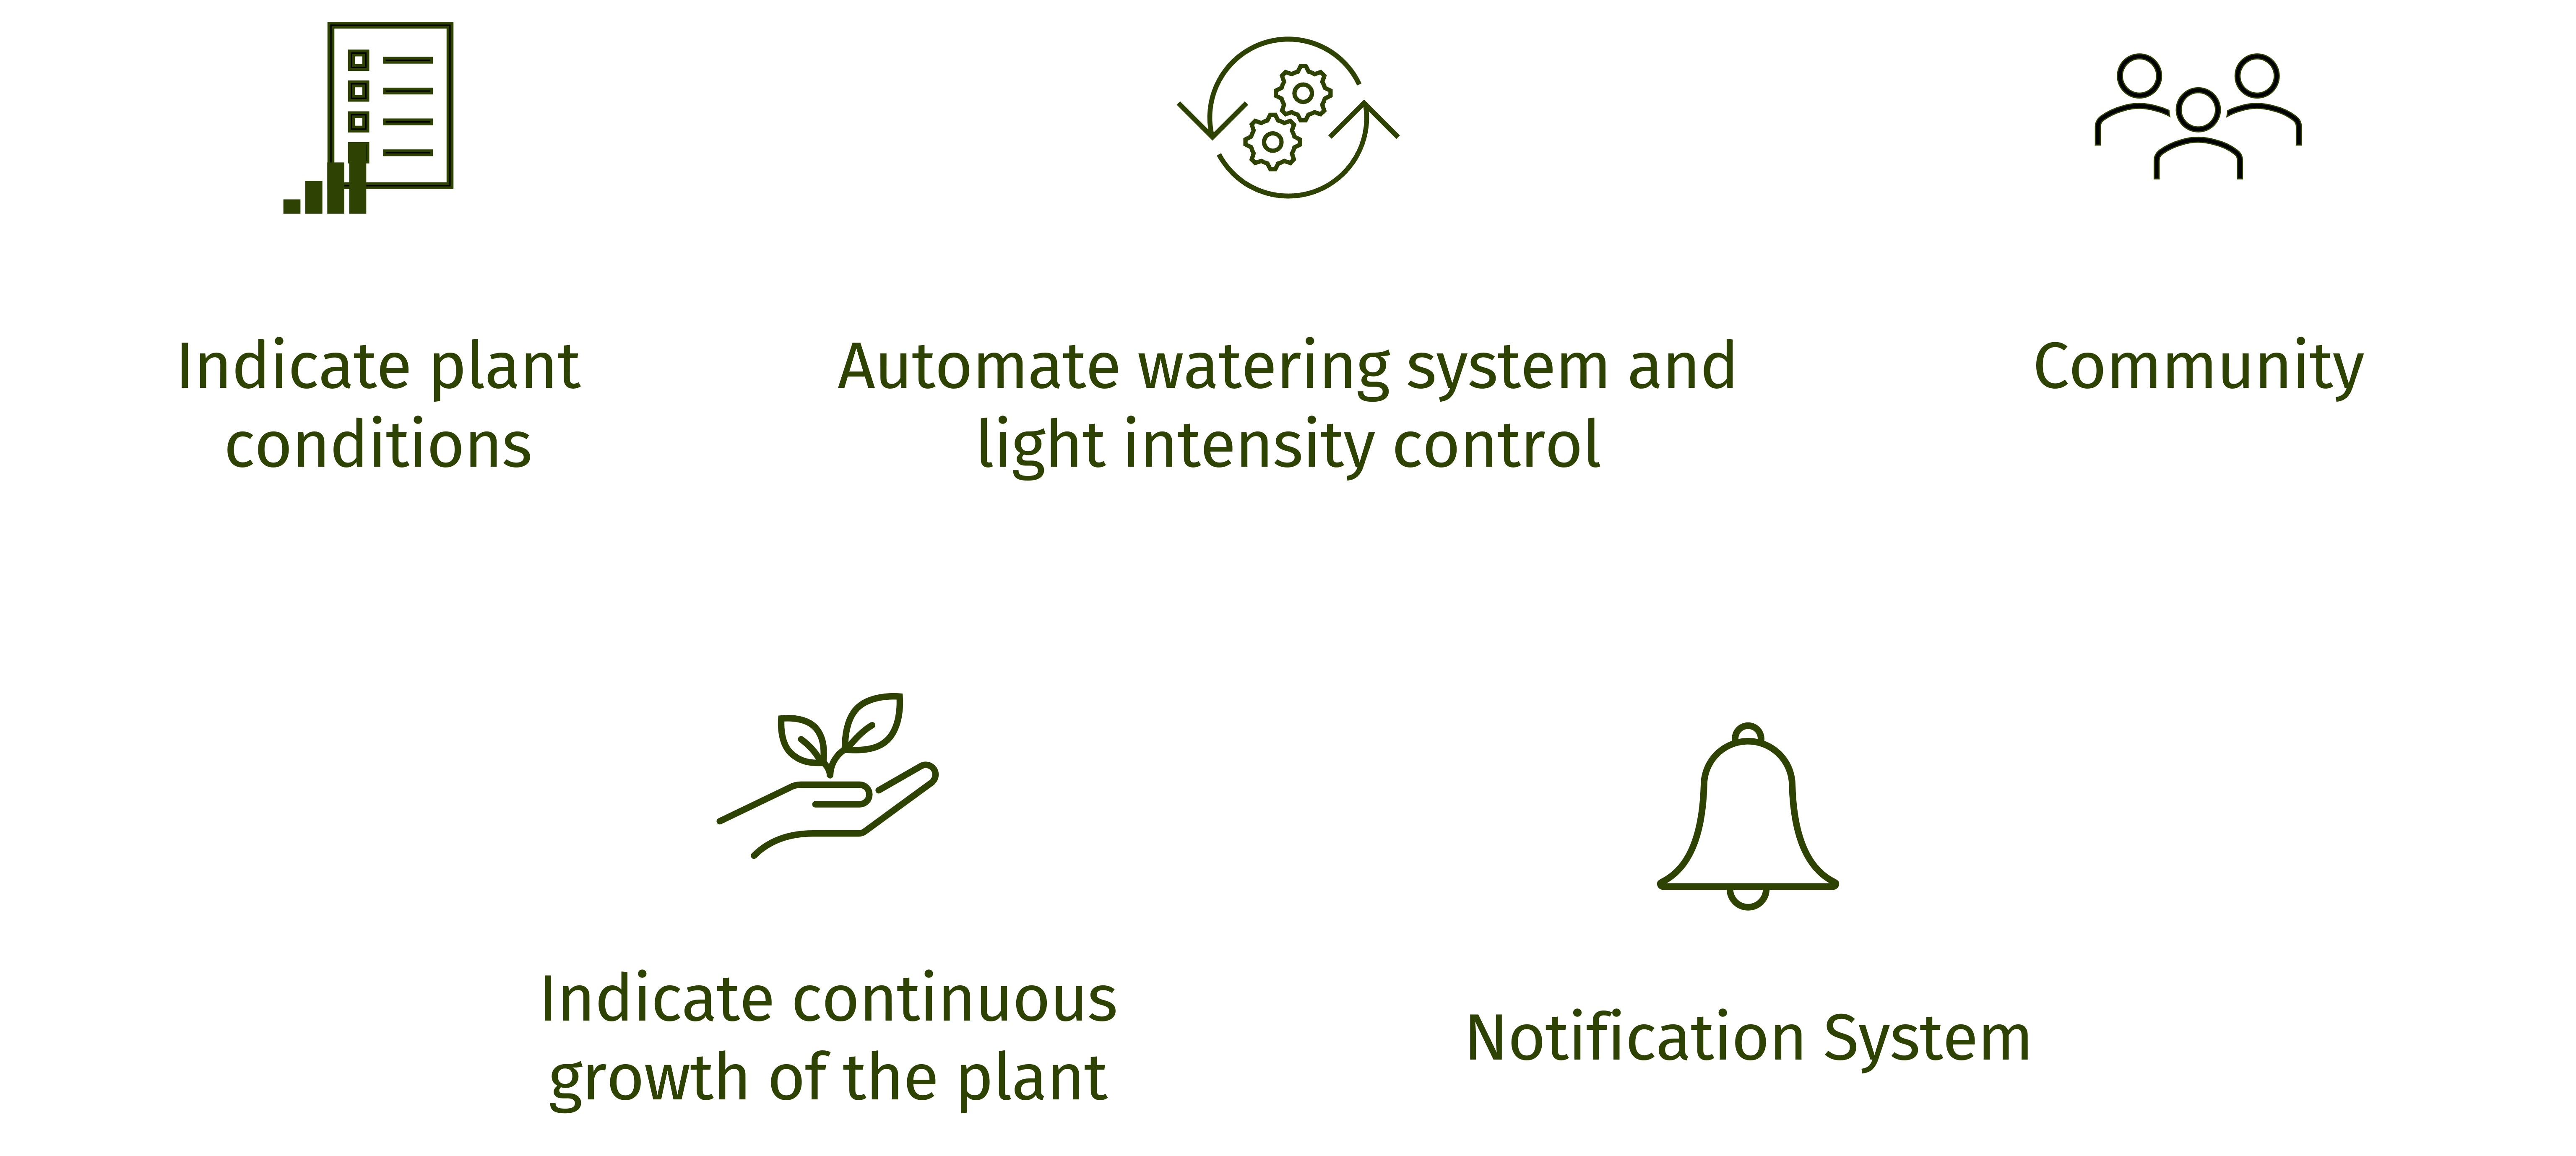 Indicate plant
conditions
Automate watering system and
light intensity control
Community
Indicate continuous
growth of the plant
Notification System